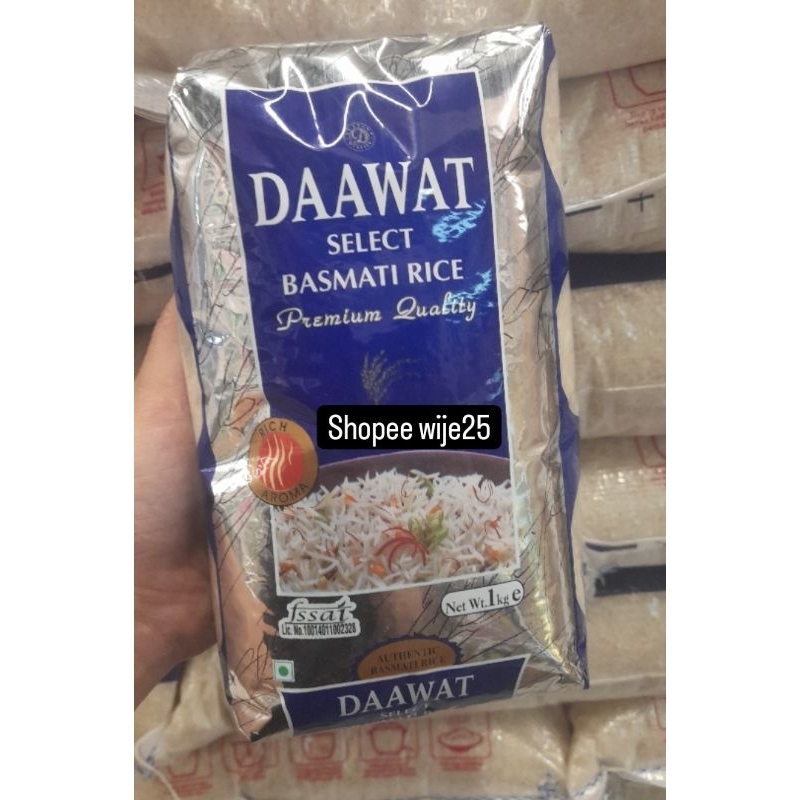 DAAWAT
SELECT
BASMATI RICE
Premium Quality
Shopee wije25
RICH
AROMA
fssai
Lic. No.10014011002328
Net Wt.1kg e
AUTHENTIC
BASMATI RICE
DAAWAT
SELECT